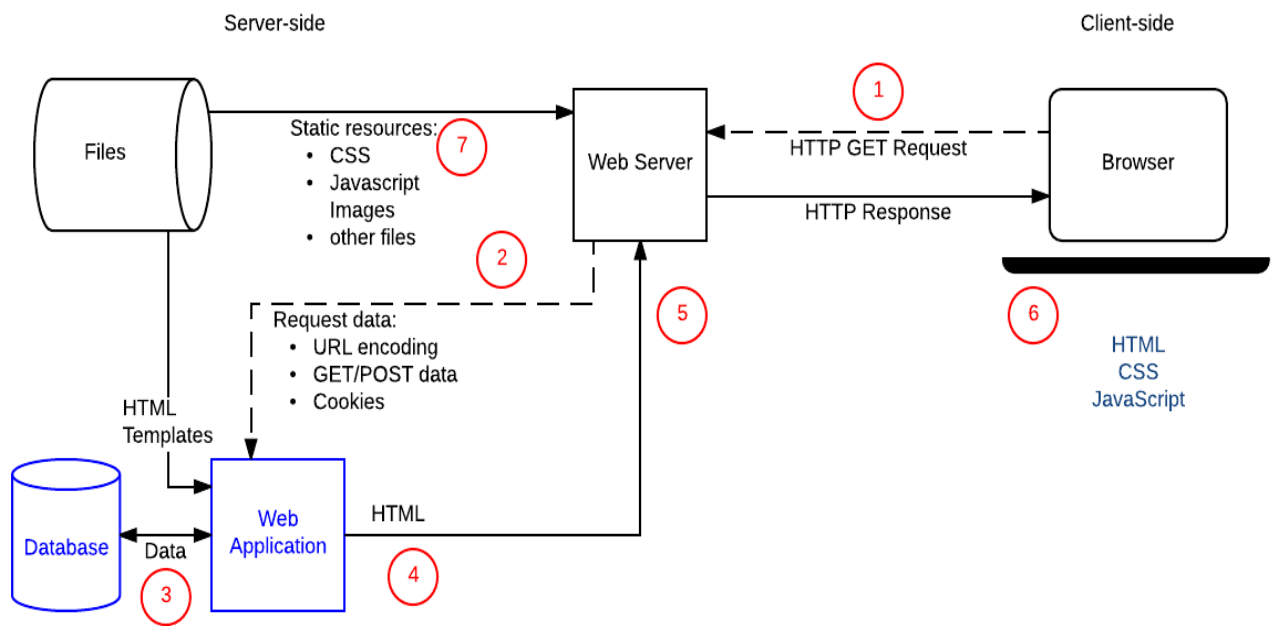 Server-side
Client-side
1
Files
Static resources:
• CSS
• Javascript
Images
• other files
7
Web Server
HTTP GET Request
Browser
HTTP Response
2
5
6
Request data:
• URL encoding
• GET/POST data
• Cookies
HTML
CSS
JavaScript
HTML
Templates
Database
Data
3
Web
Application
HTML
4